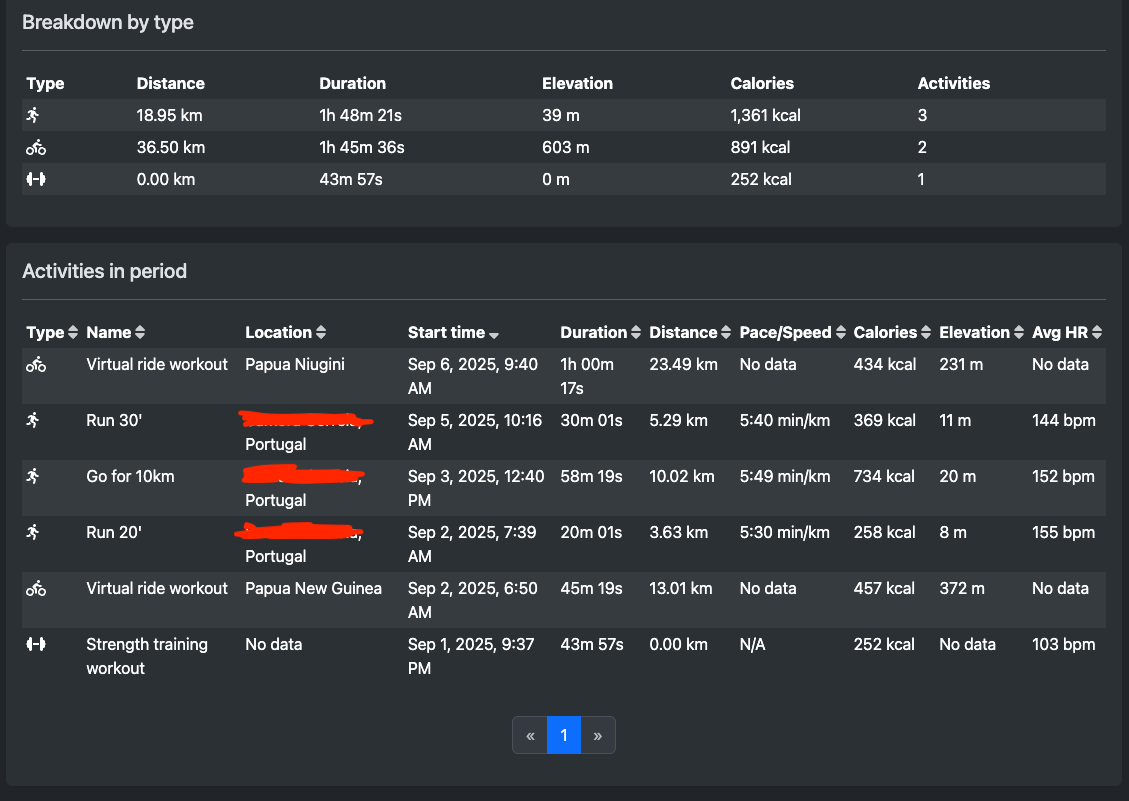 Breakdown by type
Type Distance Duration Elevation Calories Activities
18.95 km 1h 48m 21s 39 m 1,361 kcal 3
36.50 km 1h 45m 36s 603 m 891 kcal 2
0.00 km 43m 57s 0 m 252 kcal 1
Activities in period
Type Name Location Start time Duration Distance Pace/Speed Calories Elevation Avg HR
Virtual ride workout Papua Niugini Sep 6, 2025, 9:40 1h 00m 23.49 km No data 434 kcal 231 m No data
AM 17s
Run 30' Sep 5, 2025, 10:16 30m 01s 5.29 km 5:40 min/km 369 kcal 11 m 144 bpm
Portugal AM
Go for 10km Sep 3, 2025, 12:40 58m 19s 10.02 km 5:49 min/km 734 kcal 20 m 152 bpm
Portugal PM
Run 20' Sep 2, 2025, 7:39 20m 01s 3.63 km 5:30 min/km 258 kcal 8 m 155 bpm
Portugal AM
Virtual ride workout Papua New Guinea Sep 2, 2025, 6:50 45m 19s 13.01 km No data 457 kcal 372 m No data
AM
Strength training No data Sep 1, 2025, 9:37 43m 57s 0.00 km N/A 252 kcal No data 103 bpm
workout PM
« 1 »